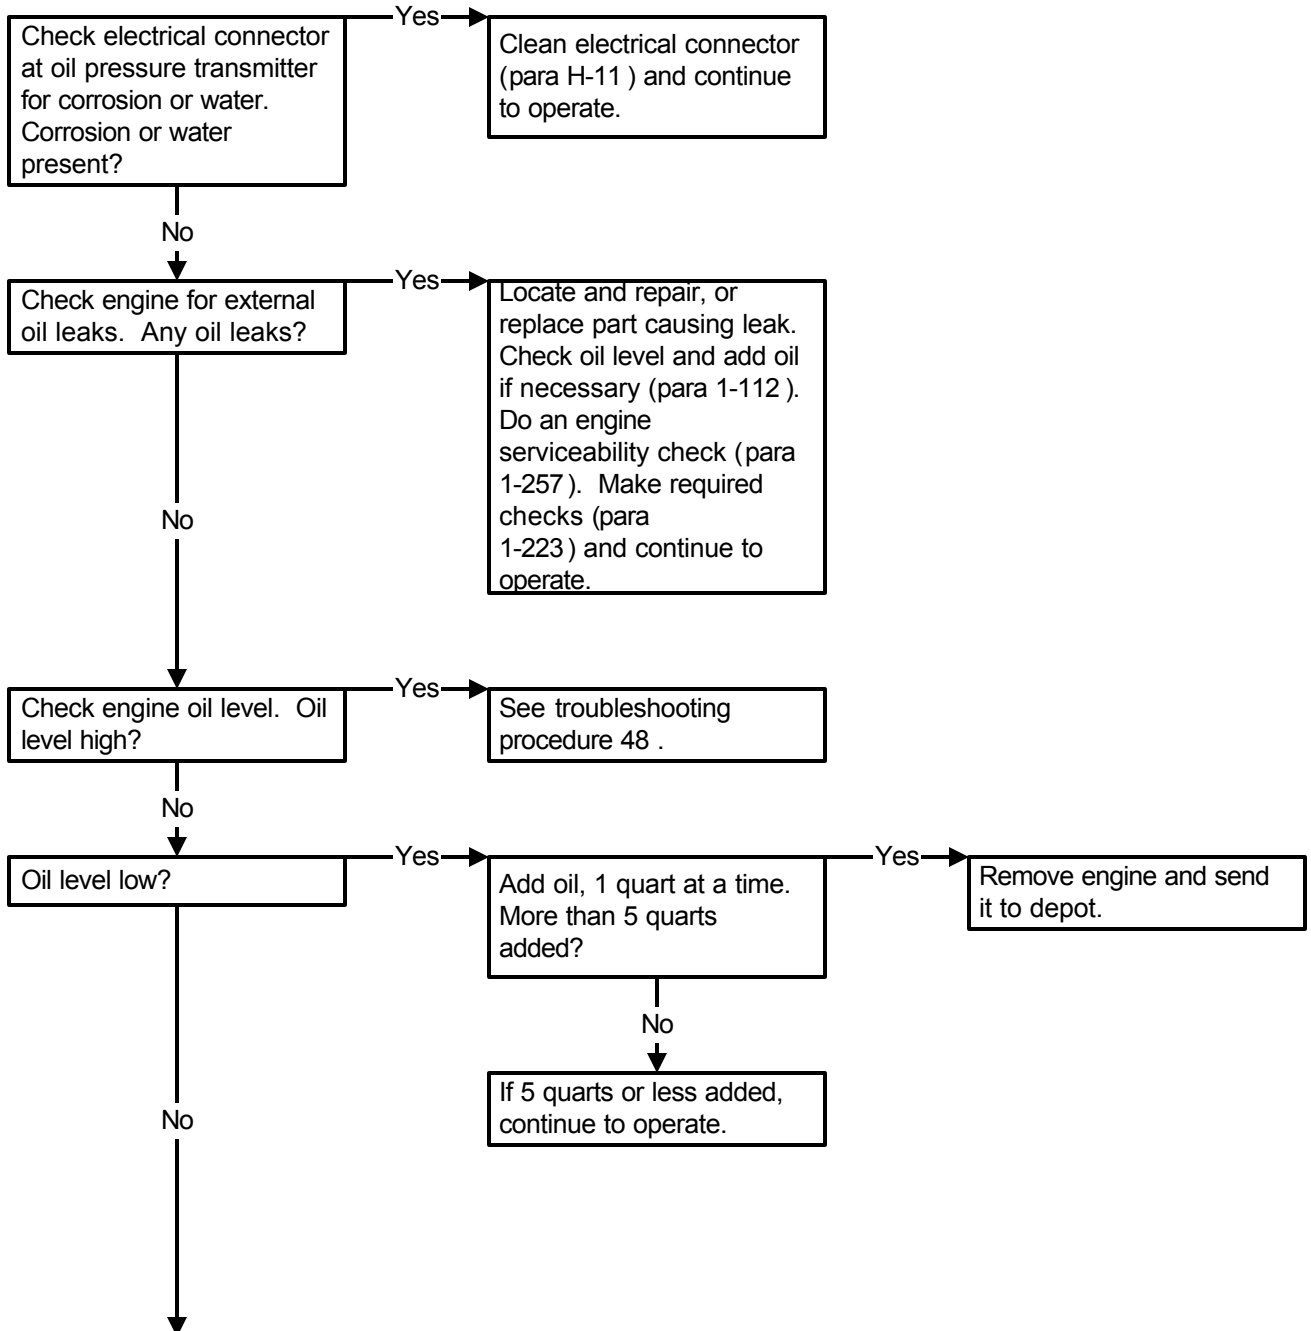 Yes
Check electrical connector
at oil pressure transmitter
for corrosion or water.
Corrosion or water
present?
Clean electrical connector
(para H-11 ) and continue
to operate.
No
Yes
Check engine for external
oil leaks.  Any oil leaks?
Locate and repair, or
replace part causing leak.
Check oil level and add oil
if necessary (para 1-112 ).
Do an engine
serviceability check (para
1-257 ).  Make required
checks (para
1-223 ) and continue to
operate.
No
Yes
Check engine oil level.  Oil
level high?
See troubleshooting
procedure 48 .
No
Yes
Oil level low?
Add oil, 1 quart at a time.
More than 5 quarts
added?
Yes
Remove engine and send
it to depot.
No
If 5 quarts or less added,
continue to operate.
No